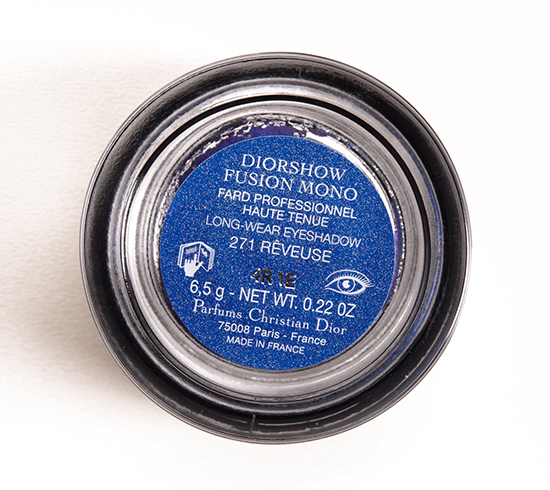 DIORSHOW
FUSION MONO
FARD PROFESSIONNEL
HAUTE TENUE
LONG-WEAR EYESHADOW
271 RÊVEUSE
4R 1E
6,5 g - NET WT. 0.22 OZ
Parfums Christian Dior
75008 Paris - France
MADE IN FRANCE